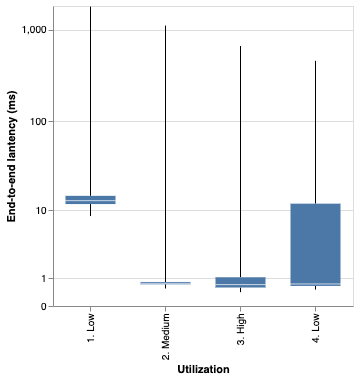 End-to-end lantency (ms)
1,000
100
10
1
0
1. Low
2. Medium
3. High
4. Low
Utilization